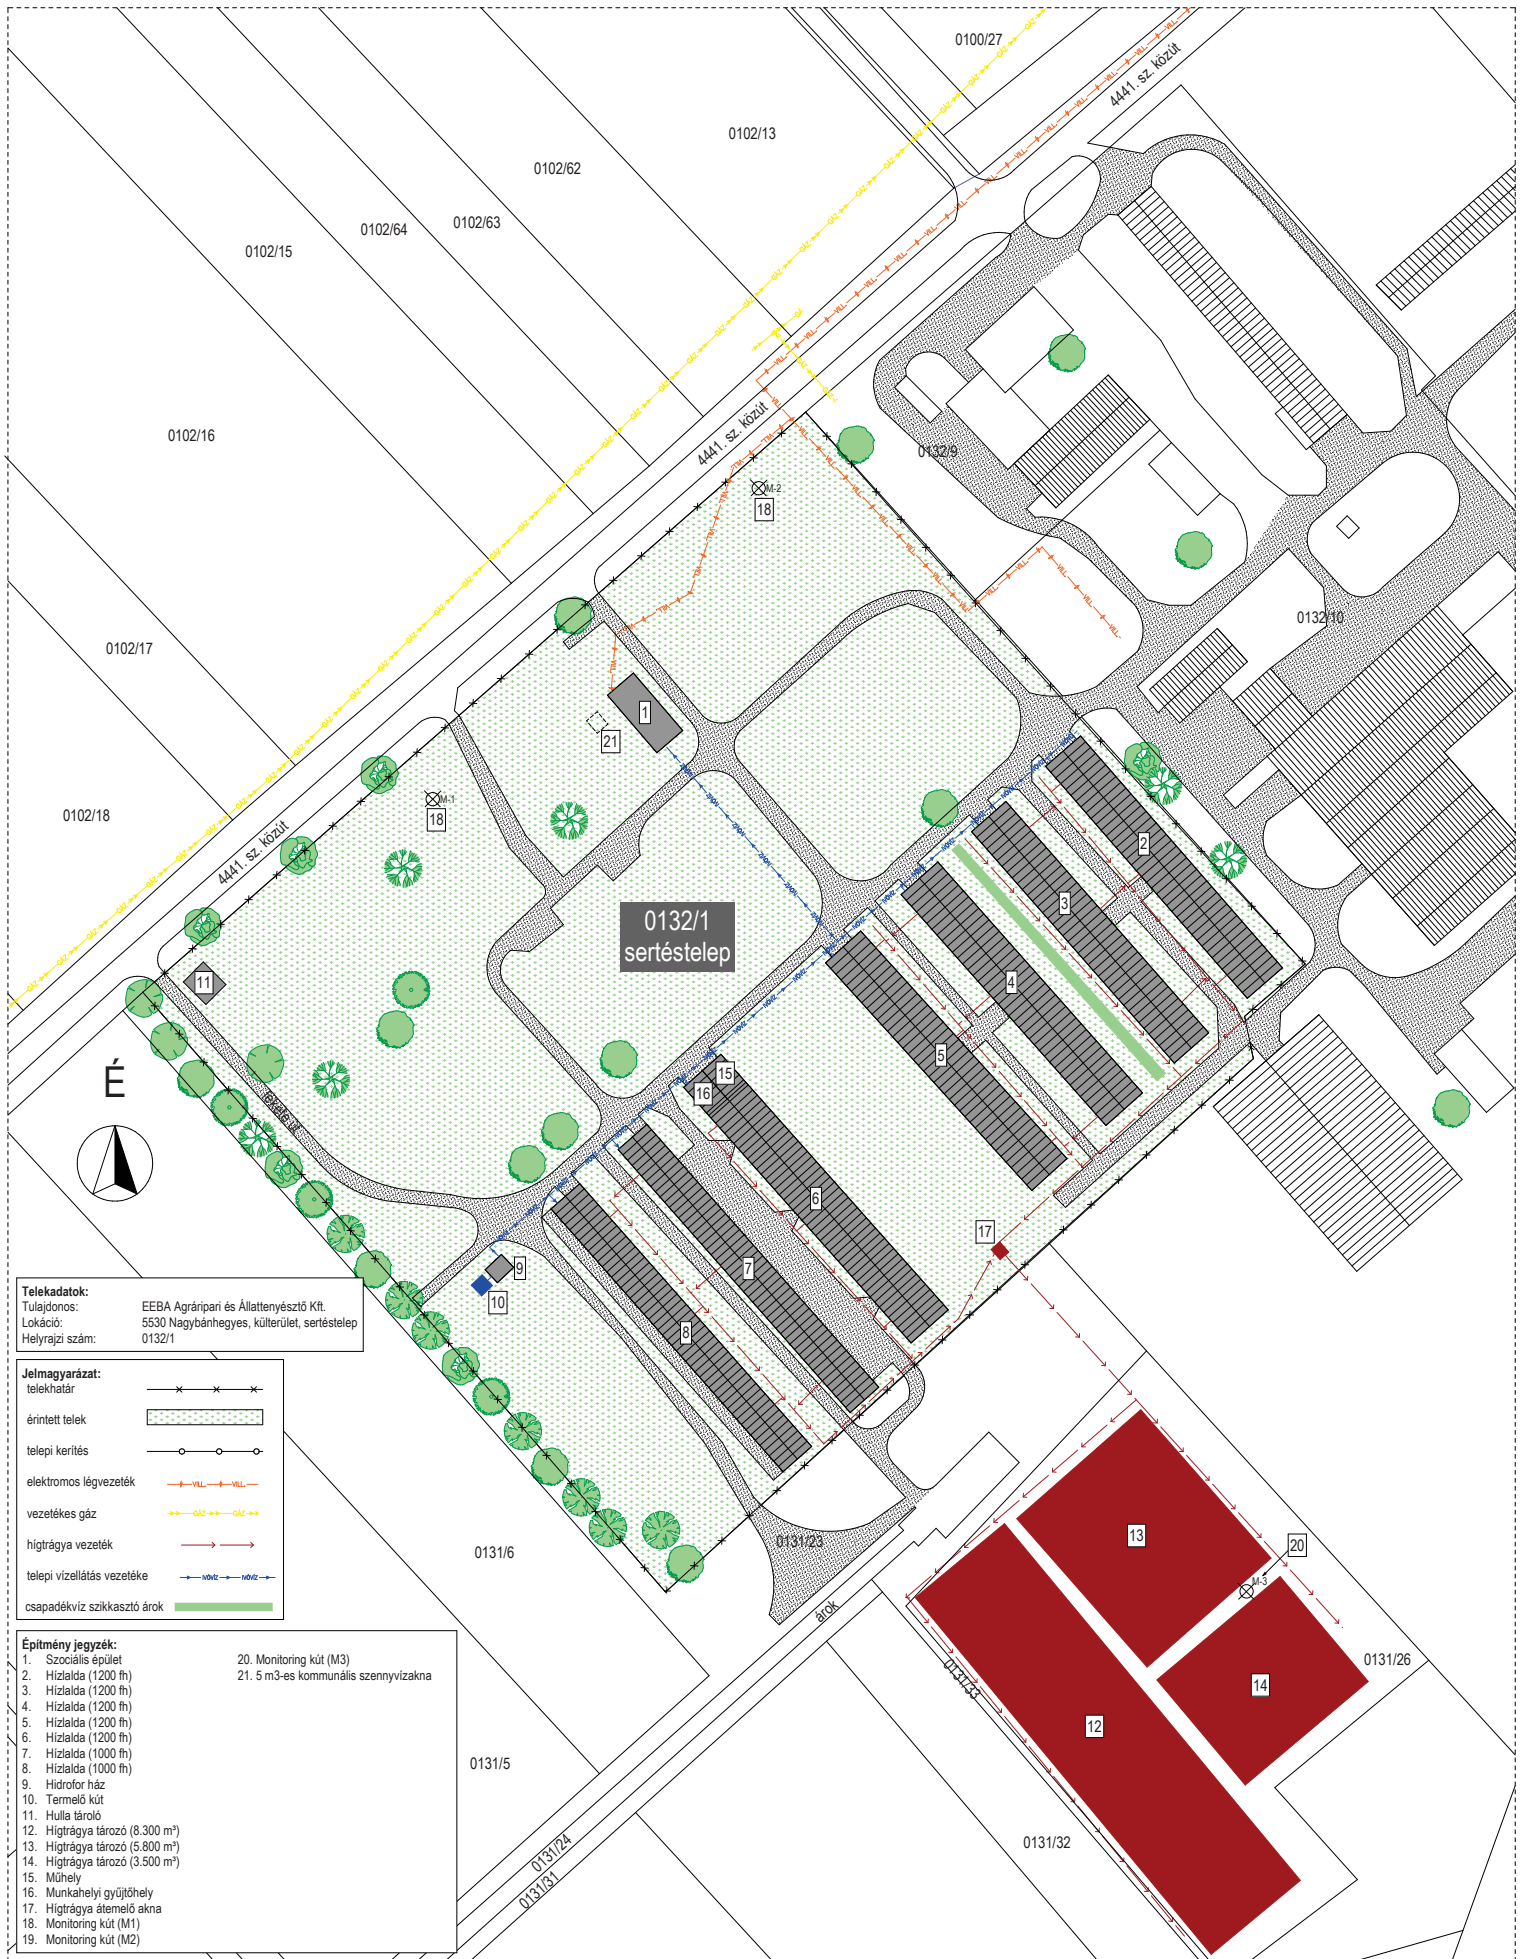 0100/27
4441. sz. közút
0102/13
0102/62
0102/63
0102/64
0102/15
0102/16
4441. sz. közút
0132/9
M-2
18
0132/10
0102/17
1
21
M-1
18
0102/18
4441. sz. közút
2
3
0132/1
sertéstelep
4
11
5
É
15
16
6
17
7
9
10
8
Telekadatok:
Tulajdonos: EEBA Agráripari és Állattenyésztő Kft.
Lokáció: 5530 Nagybánhegyes, külterület, sertéstelep
Helyrajzi szám: 0132/1
Jelmagyarázat:
telekhatár
érintett telek
telepi kerítés
elektromos légvezeték VILL. VILL.
vezetékes gáz GÁZ GÁZ
hígtrágya vezeték
telepi vízellátás vezetéke IVÓVÍZ IVÓVÍZ
csapadékvíz szikkasztó árok
0131/6
0131/23
13
20
M-3
árok
0131/26
0131/33
14
12
0131/5
0131/32
0131/24
0131/31
Építmény jegyzék:
1. Szociális épület
2. Hízlalda (1200 fh)
3. Hízlalda (1200 fh)
4. Hízlalda (1200 fh)
5. Hízlalda (1200 fh)
6. Hízlalda (1200 fh)
7. Hízlalda (1000 fh)
8. Hízlalda (1000 fh)
9. Hidrofor ház
10. Termelő kút
11. Hulla tároló
12. Hígtrágya tározó (8.300 m³)
13. Hígtrágya tározó (5.800 m³)
14. Hígtrágya tározó (3.500 m³)
15. Műhely
16. Munkahelyi gyűjtőhely
17. Hígtrágya átemelő akna
18. Monitoring kút (M1)
19. Monitoring kút (M2)
20. Monitoring kút (M3)
21. 5 m3-es kommunális szennyvízakna